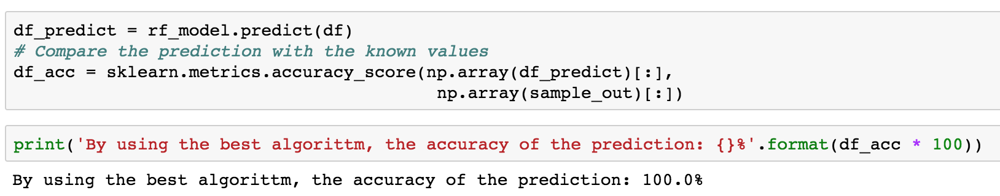 df_predict = rf_model.predict(df)
# Compare the prediction with the known values
df_acc = sklearn.metrics.accuracy_score(np.array(df_predict)[:],
                                         np.array(sample_out)[:])
print('By using the best algorittm, the accuracy of the prediction: {}%'.format(df_acc * 100))
By using the best algorittm, the accuracy of the prediction: 100.0%